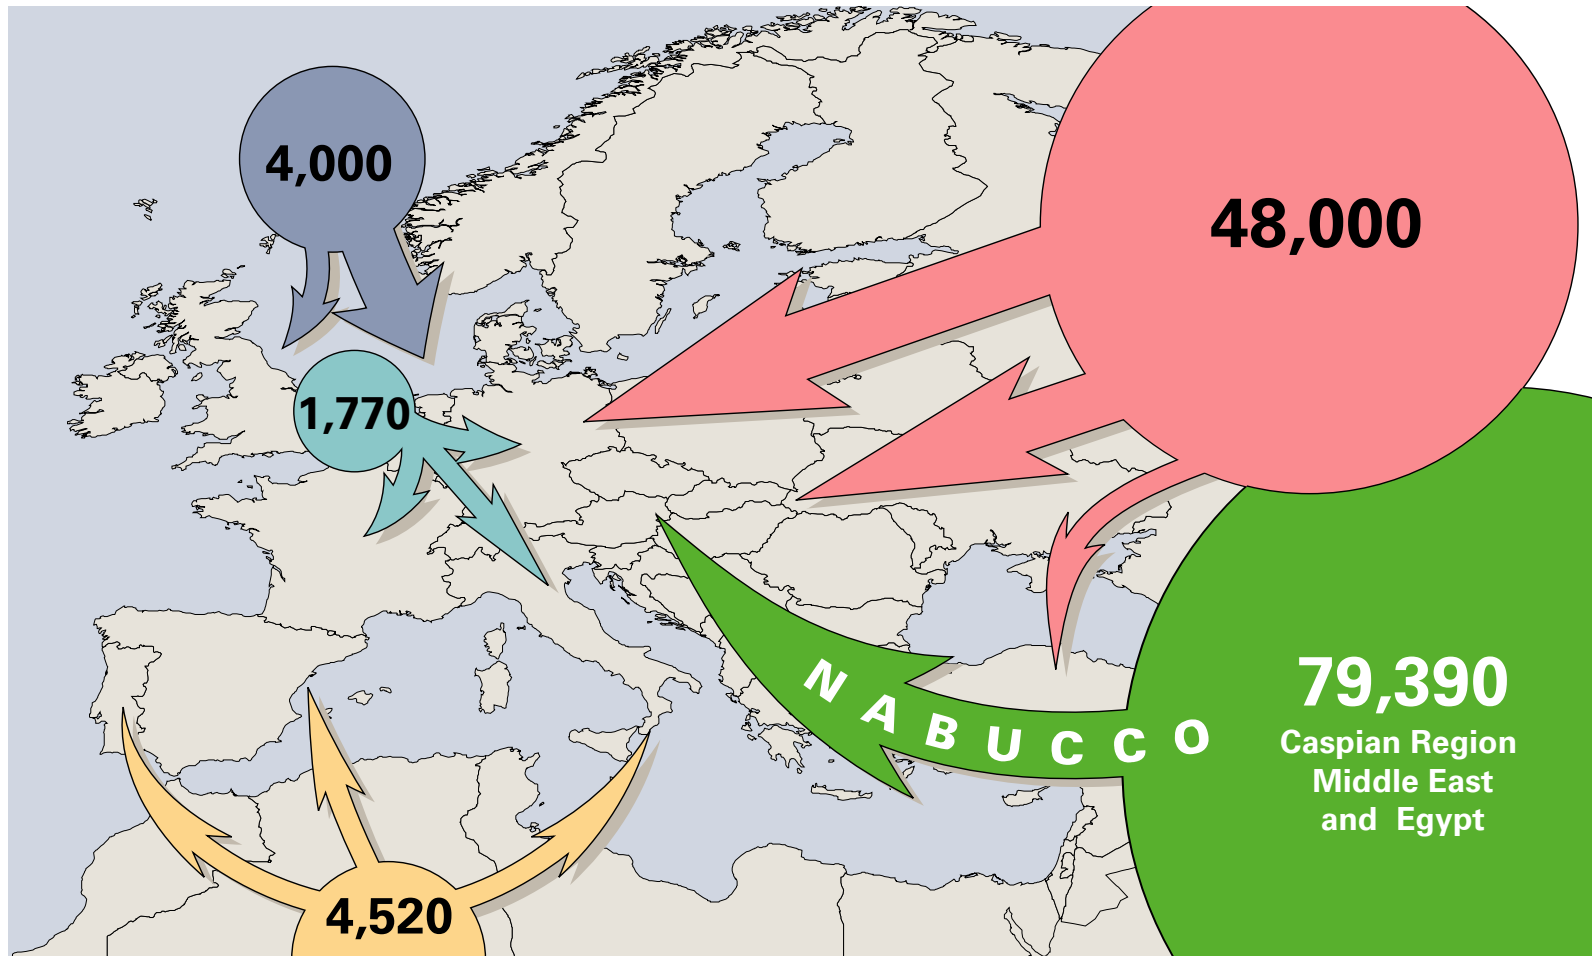 4,000
48,000
1,770
NABUCCO
79,390
Caspian Region
Middle East
and Egypt
4,520